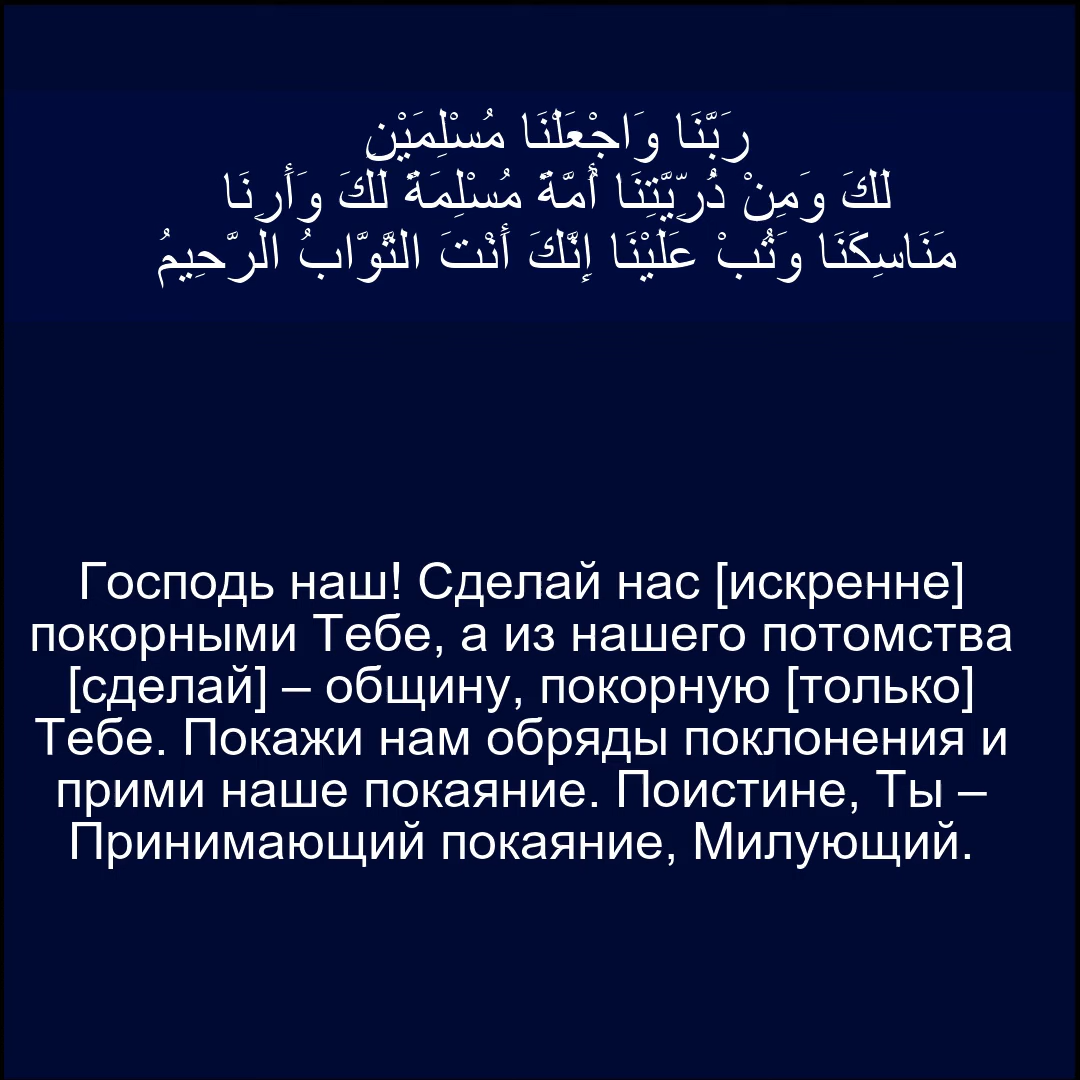 رَبَّنَا وَاجْعَلْنَا مُسْلِمَيْنِ
لَكَ وَمِنْ ذُرِّيَّتِنَا أُمَّةً مُسْلِمَةً لَكَ وَأَرِنَا
مَنَاسِكَنَا وَتُبْ عَلَيْنَا إِنَّكَ أَنْتَ التَّوَّابُ الرَّحِيمُ
Господь наш! Сделай нас [искренне]
покорными Тебе, а из нашего потомства
[сделай] – общину, покорную [только]
Тебе. Покажи нам обряды поклонения и
прими наше покаяние. Поистине, Ты –
Принимающий покаяние, Милующий.